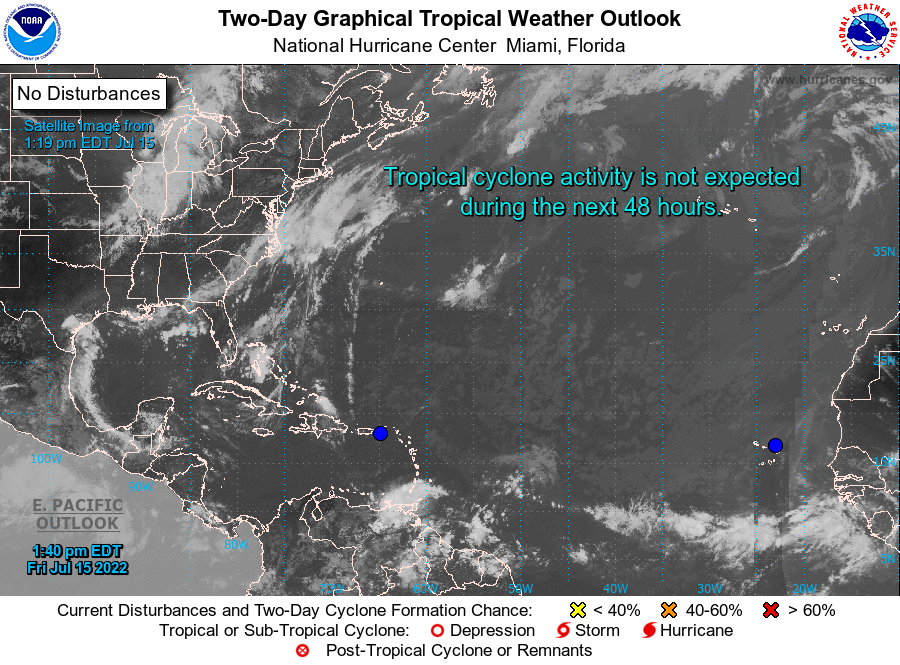 Two-Day Graphical Tropical Weather Outlook
National Hurricane Center Miami, Florida
NOAA
NATIONAL WEATHER SERVICE
www.hurricanes.gov
No Disturbances
Satellite Image from
1:19 pm EDT Jul 15
Tropical cyclone activity is not expected
during the next 48 hours.
35N
25N
100W
90W
80W
E. PACIFIC
OUTLOOK
1:40 pm EDT
Fri Jul 15 2022
5N
60W
50W
40W
30W
20W
Current Disturbances and Two-Day Cyclone Formation Chance: < 40% 40-60% > 60%
Tropical or Sub-Tropical Cyclone: Depression Storm Hurricane
Post-Tropical Cyclone or Remnants